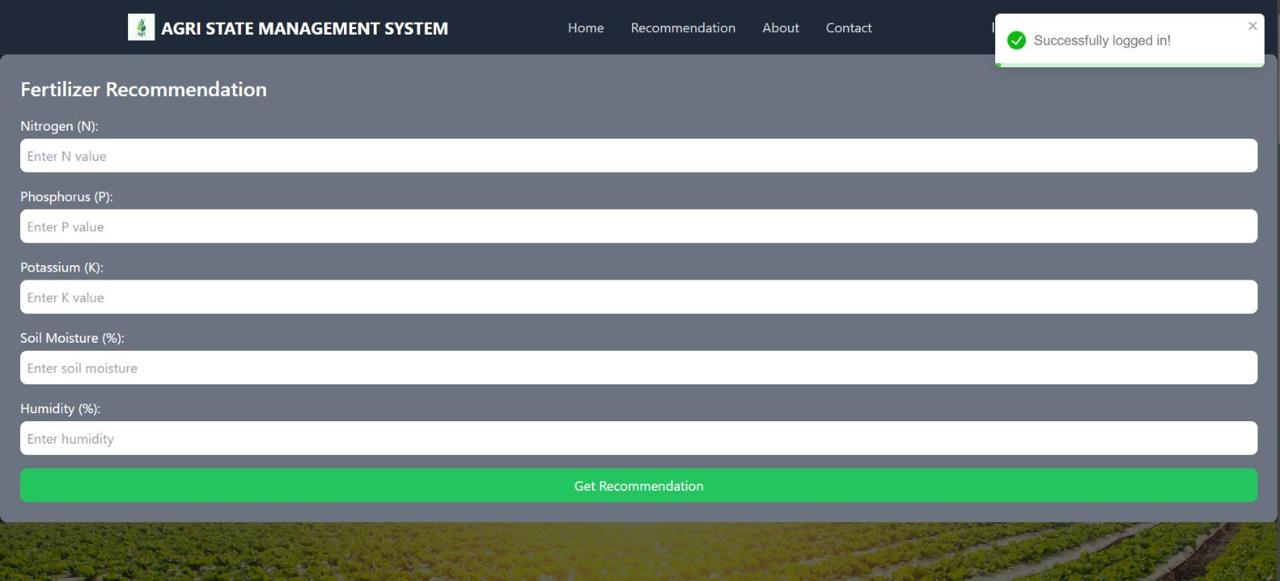 AGRI STATE MANAGEMENT SYSTEM
Home
Recommendation
About
Contact
Successfully logged in!
Fertilizer Recommendation
Nitrogen (N):
Enter N value
Phosphorus (P):
Enter P value
Potassium (K):
Enter K value
Soil Moisture (%):
Enter soil moisture
Humidity (%):
Enter humidity
Get Recommendation